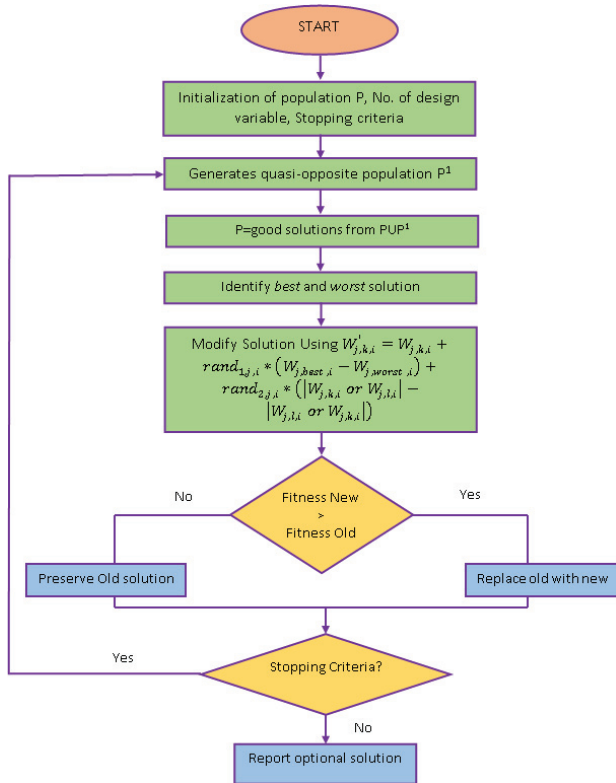 START
Initialization of population P, No. of design
variable, Stopping criteria
Generates quasi-opposite population P¹
P=good solutions from PUP¹
Identify best and worst solution
Modify Solution Using W'j,k,i = Wj,k,i +
rand1,j,i * (Wj,best ,i − Wj,worst ,i) +
rand2,j,i * (|Wj,k,i or Wj,l,i| −
|Wj,l,i or Wj,k,i|)
No
Fitness New
>
Fitness Old
Yes
Preserve Old solution
Replace old with new
Yes
Stopping Criteria?
No
Report optional solution